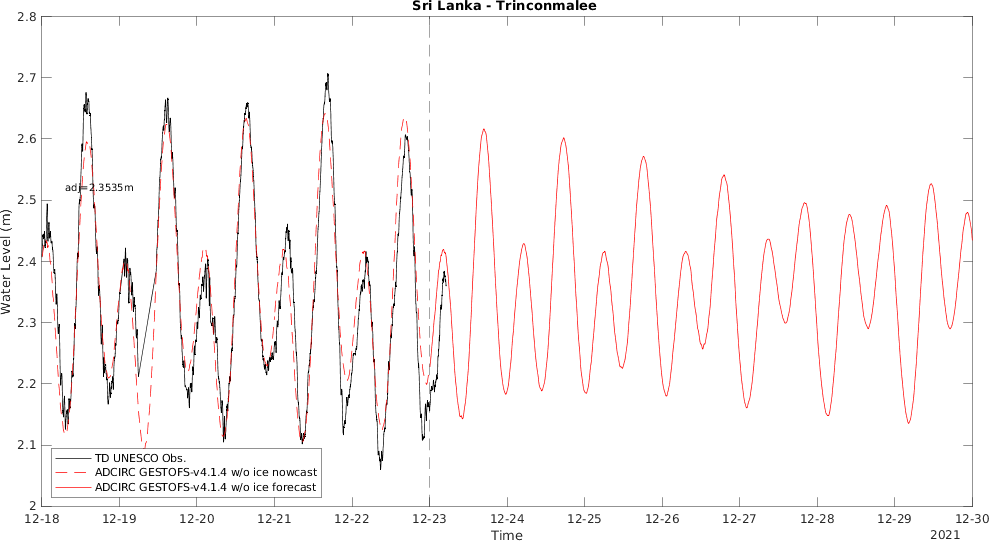 Sri Lanka - Trinconmalee
2.8
2.7
2.6
2.5
2.4
2.3
2.2
2.1
2
Water Level (m)
adj=2.3535m
TD UNESCO Obs.
ADCIRC GESTOFS-v4.1.4 w/o ice nowcast
ADCIRC GESTOFS-v4.1.4 w/o ice forecast
12-18 12-19 12-20 12-21 12-22 12-23 12-24 12-25 12-26 12-27 12-28 12-29 12-30
Time
2021